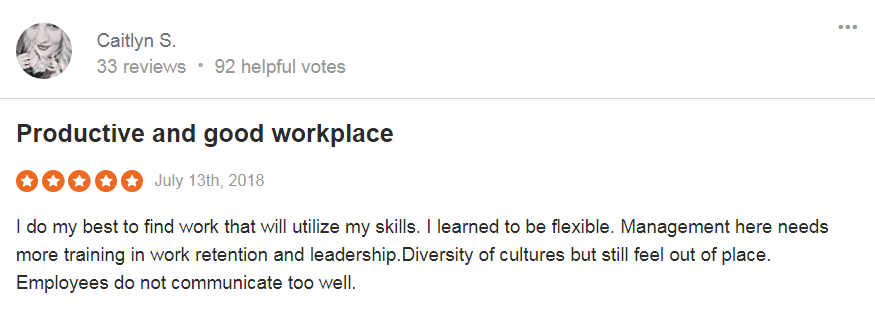 Caitlyn S.
33 reviews • 92 helpful votes
Productive and good workplace
July 13th, 2018
I do my best to find work that will utilize my skills. I learned to be flexible. Management here needs
more training in work retention and leadership.Diversity of cultures but still feel out of place.
Employees do not communicate too well.